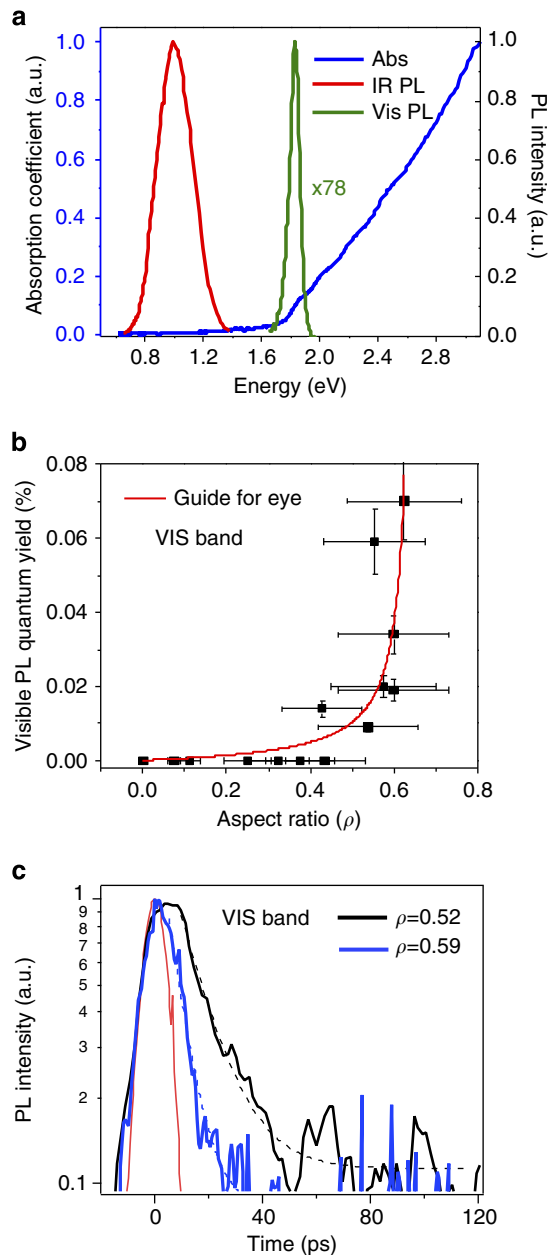 a
Absorption coefficient (a.u.)
1.0
0.8
0.6
0.4
0.2
0.0
Abs
IR PL
Vis PL
x78
1.0
0.8
0.6
0.4
0.2
0.0
PL intensity (a.u.)
0.8 1.2 1.6 2.0 2.4 2.8
Energy (eV)
b
Visible PL quantum yield (%)
0.08
0.06
0.04
0.02
0.00
Guide for eye
VIS band
0.0 0.2 0.4 0.6 0.8
Aspect ratio (ρ)
c
PL intensity (a.u.)
1
9
8
7
6
5
4
3
2
0.1
VIS band
ρ=0.52
ρ=0.59
0 40 80 120
Time (ps)